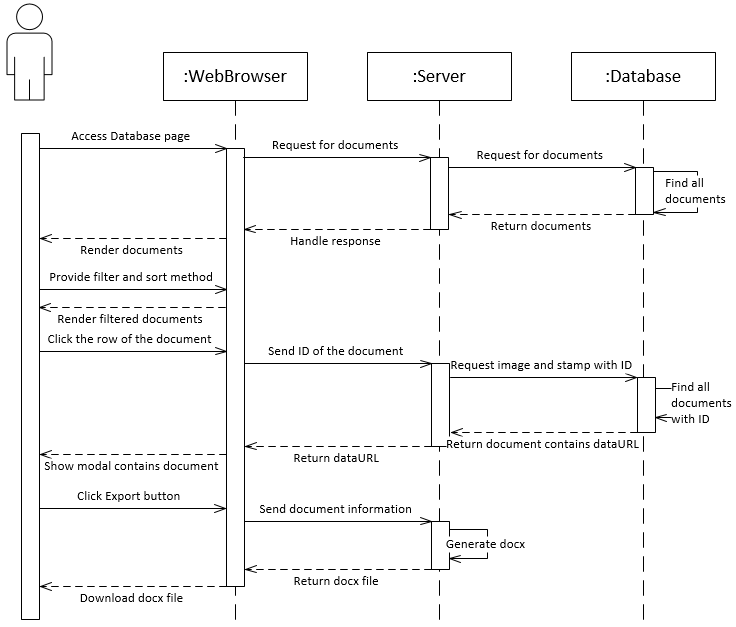 :WebBrowser
:Server
:Database
Access Database page
Request for documents
Request for documents
Find all
documents
Return documents
Handle response
Render documents
Provide filter and sort method
Render filtered documents
Click the row of the document
Send ID of the document
Request image and stamp with ID
Find all
documents
with ID
Return document contains dataURL
Return dataURL
Show modal contains document
Click Export button
Send document information
Generate docx
Return docx file
Download docx file